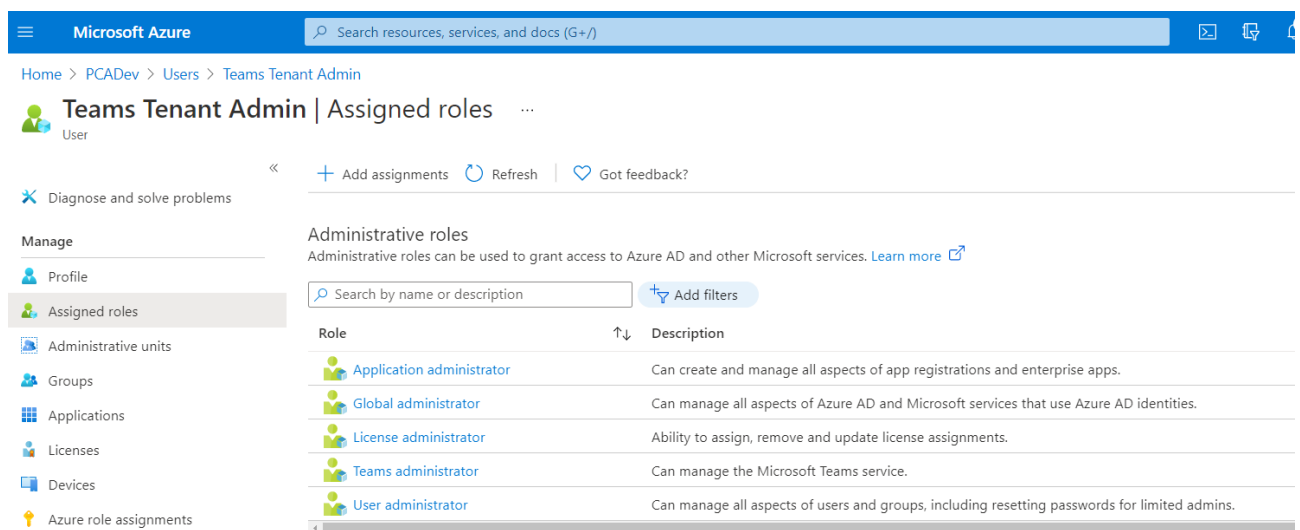 Microsoft Azure
Search resources, services, and docs (G+/)
Home > PCADev > Users > Teams Tenant Admin
Teams Tenant Admin | Assigned roles ...
User
«
Add assignments Refresh Got feedback?
Diagnose and solve problems
Manage
Profile
Assigned roles
Administrative units
Groups
Applications
Licenses
Devices
Azure role assignments
Administrative roles
Administrative roles can be used to grant access to Azure AD and other Microsoft services. Learn more
Search by name or description Add filters
Role ↑↓ Description
Application administrator Can create and manage all aspects of app registrations and enterprise apps.
Global administrator Can manage all aspects of Azure AD and Microsoft services that use Azure AD identities.
License administrator Ability to assign, remove and update license assignments.
Teams administrator Can manage the Microsoft Teams service.
User administrator Can manage all aspects of users and groups, including resetting passwords for limited admins.